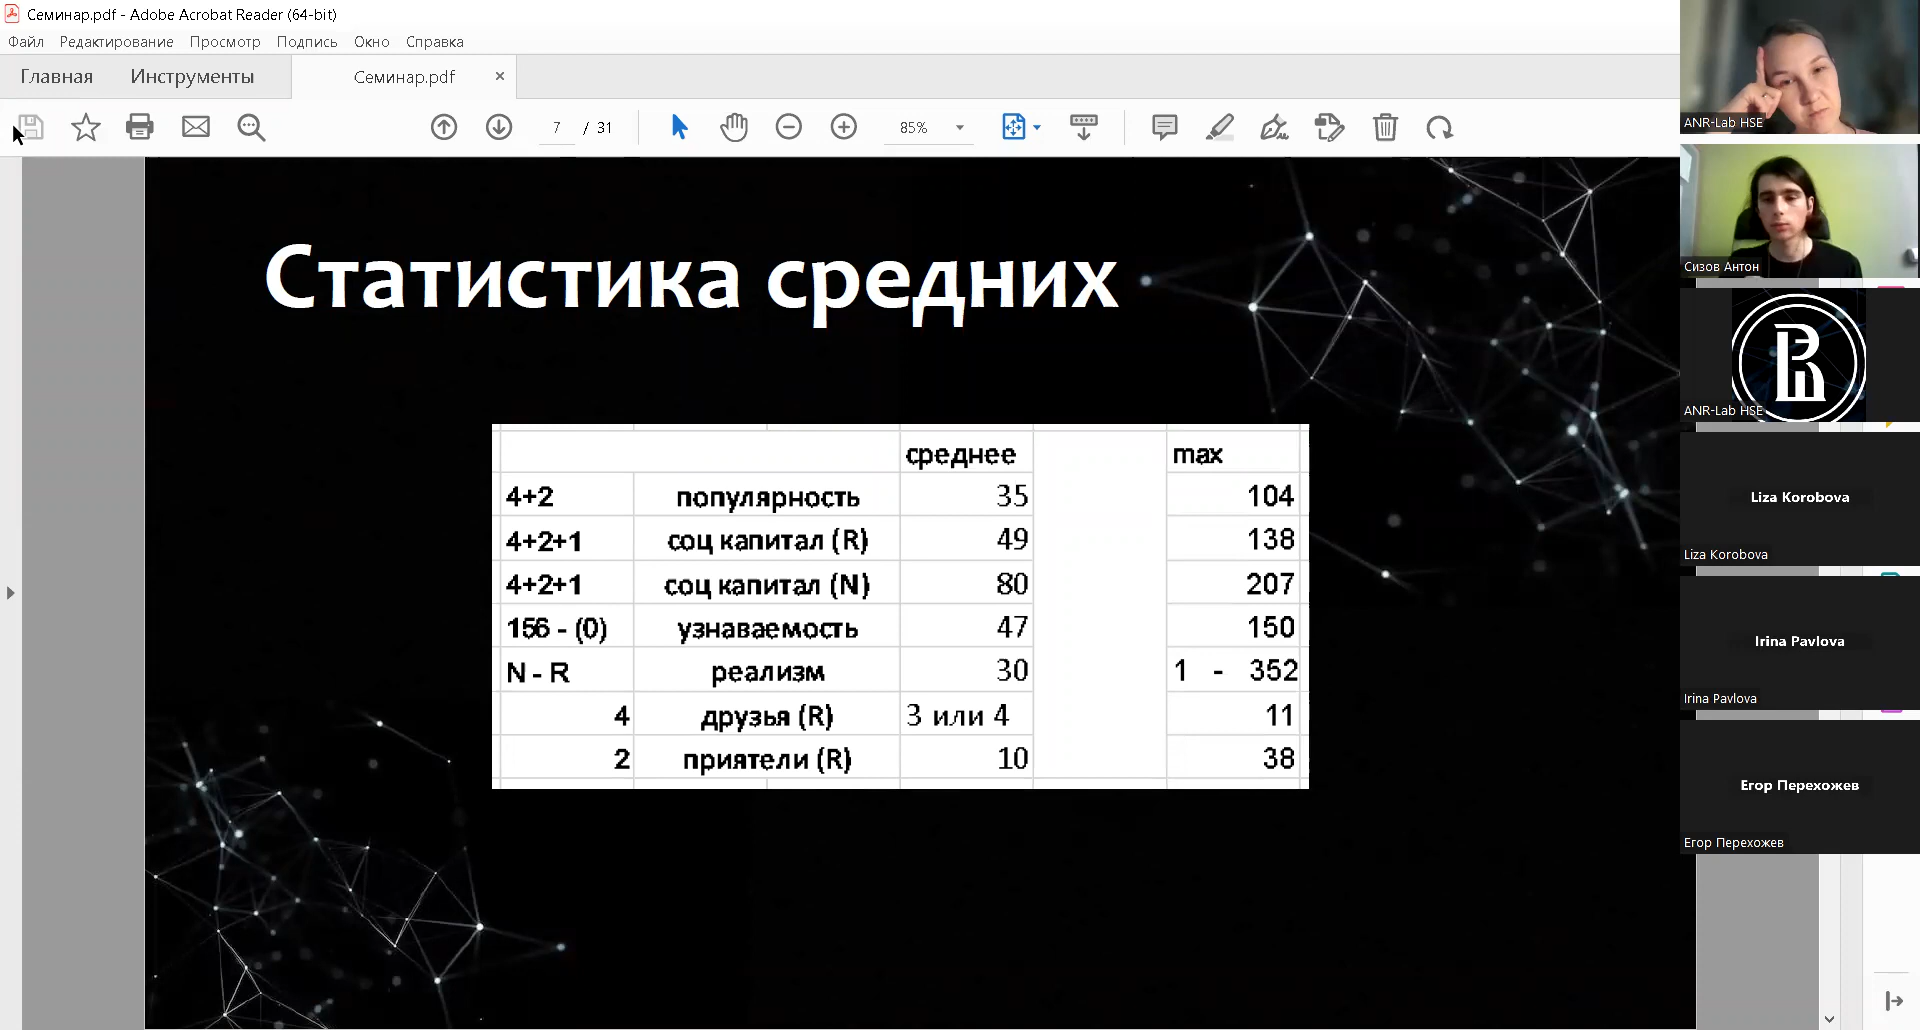 Семинар.pdf - Adobe Acrobat Reader (64-bit)
Файл Редактирование Просмотр Подпись Окно Справка
Главная Инструменты Семинар.pdf ×
7 / 31 85%
Статистика средних
среднее max
4+2 популярность 35 104
4+2+1 соц капитал (R) 49 138
4+2+1 соц капитал (N) 80 207
156 - (0) узнаваемость 47 150
N - R реализм 30 1 - 352
4 друзья (R) 3 или 4 11
2 приятели (R) 10 38
ANR-Lab HSE
Сизов Антон
ANR-Lab HSE
Liza Korobova
Liza Korobova
Irina Pavlova
Irina Pavlova
Егор Перехожев
Егор Перехожев